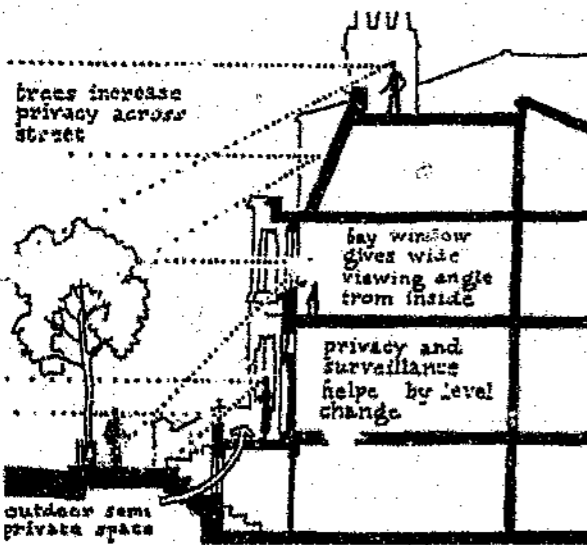 trees increase
privacy across
street
bay window
gives wide
viewing angle
from inside
privacy and
surveillance
helpe by level
change
outdoor semi
private space